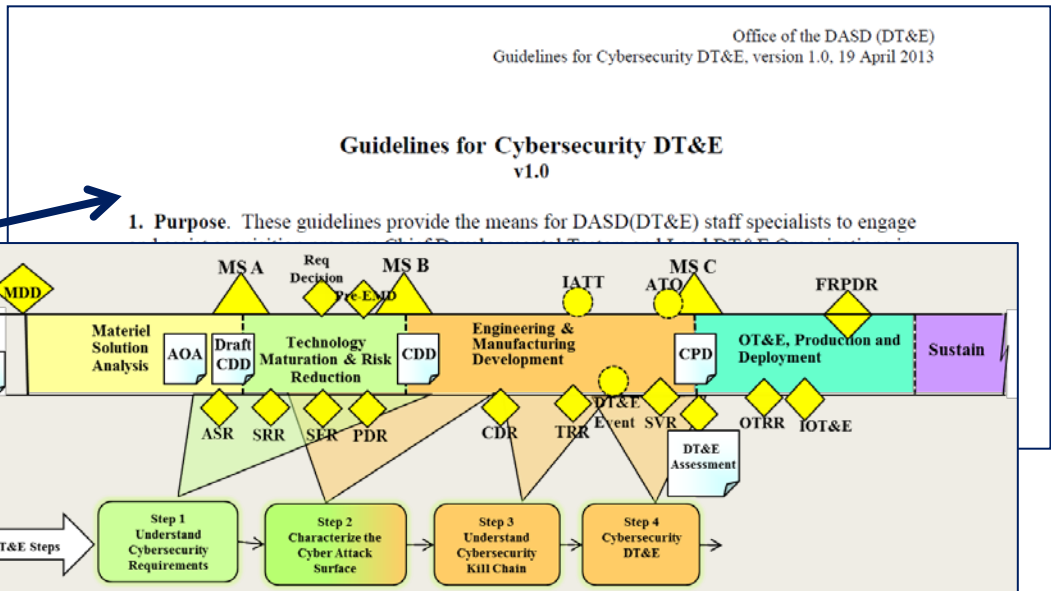 Office of the DASD (DT&E)
Guidelines for Cybersecurity DT&E, version 1.0, 19 April 2013
Guidelines for Cybersecurity DT&E
v1.0
1. Purpose. These guidelines provide the means for DASD(DT&E) staff specialists to engage
MDD
MS A
Req
Decision
Pre-EMD
MS B
IATT
ATO
MS C
FRPDR
Materiel
Solution
Analysis
AOA
Draft
CDD
Technology
Maturation & Risk
Reduction
CDD
Engineering &
Manufacturing
Development
CPD
OT&E, Production and
Deployment
Sustain
ASR
SRR
SFR
PDR
CDR
TRR
DT&E
Event
SVR
OTRR
IOT&E
DT&E
Assessment
T&E Steps
Step 1
Understand
Cybersecurity
Requirements
Step 2
Characterize the
Cyber Attack
Surface
Step 3
Understand
Cybersecurity
Kill Chain
Step 4
Cybersecurity
DT&E